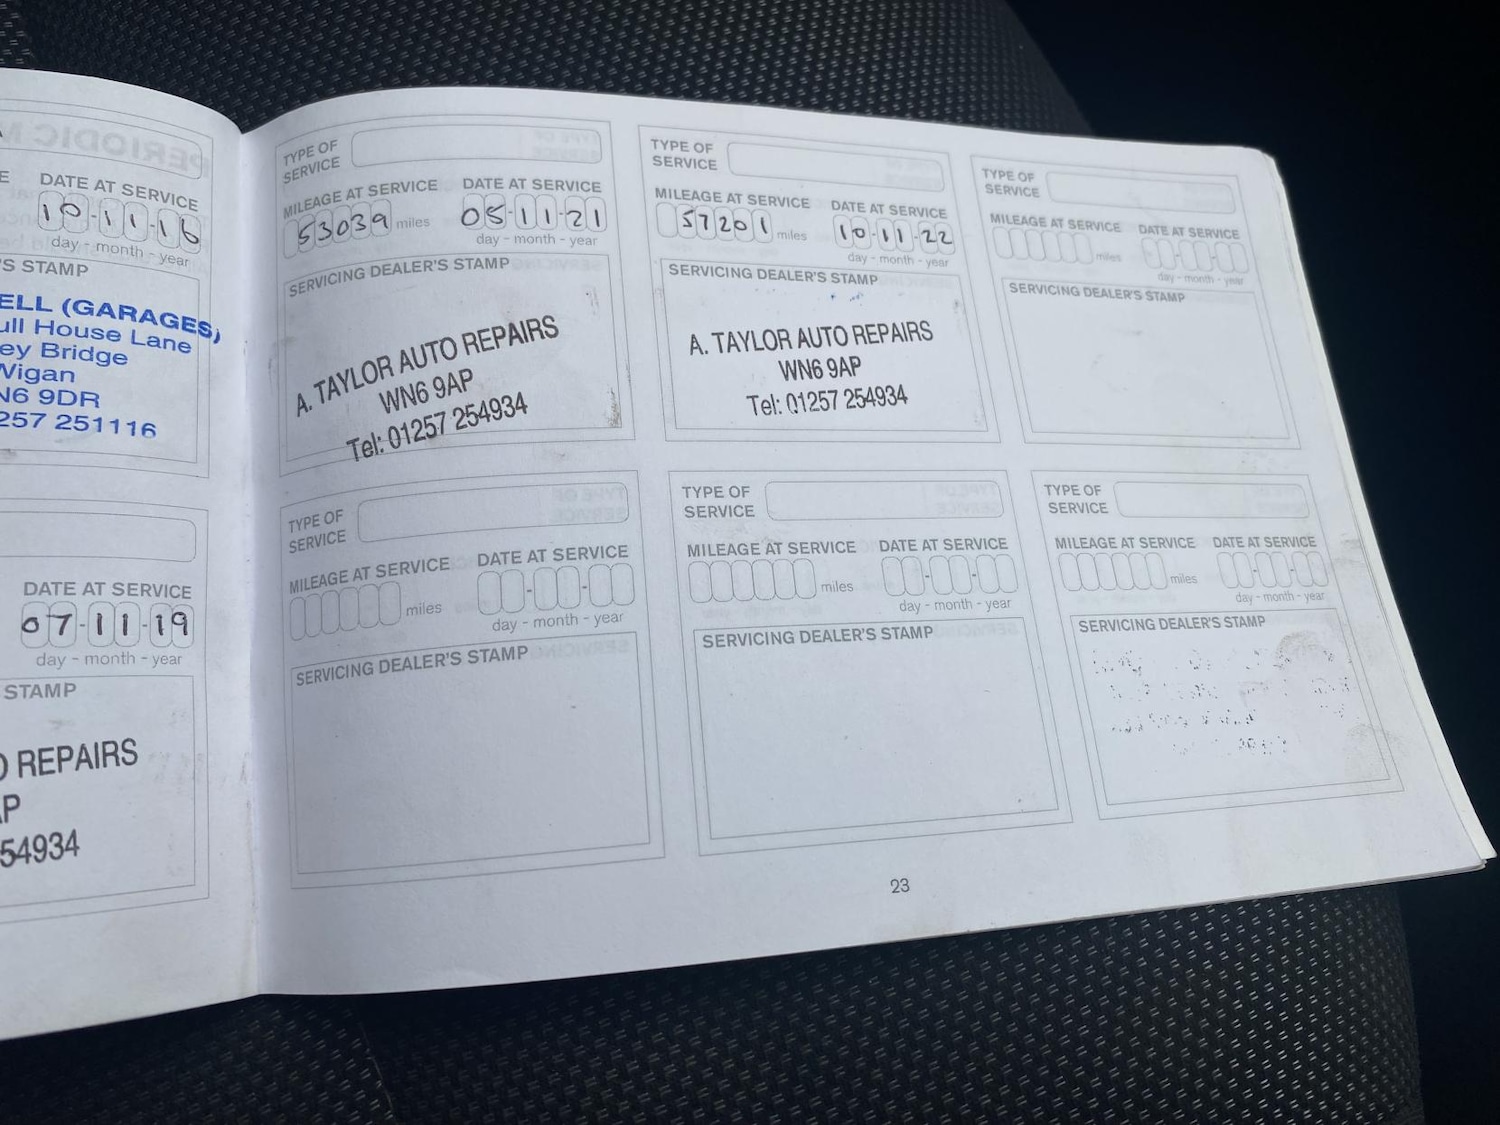 DATE AT SERVICE
10-11-16
day - month - year
'S STAMP
ELL (GARAGES)
ull House Lane
ey Bridge
Wigan
N6 9DR
257 251116
DATE AT SERVICE
07-11-19
day - month - year
STAMP
O REPAIRS
AP
54934
TYPE OF
SERVICE
MILEAGE AT SERVICE DATE AT SERVICE
53039 miles 05-11-21
day - month - year
SERVICING DEALER'S STAMP
A. TAYLOR AUTO REPAIRS
WN6 9AP
Tel: 01257 254934
TYPE OF
SERVICE
MILEAGE AT SERVICE DATE AT SERVICE
57201 miles 10-11-22
day - month - year
SERVICING DEALER'S STAMP
A. TAYLOR AUTO REPAIRS
WN6 9AP
Tel: 01257 254934
TYPE OF
SERVICE
MILEAGE AT SERVICE DATE AT SERVICE
miles
day - month - year
SERVICING DEALER'S STAMP
TYPE OF
SERVICE
MILEAGE AT SERVICE DATE AT SERVICE
miles
day - month - year
SERVICING DEALER'S STAMP
TYPE OF
SERVICE
MILEAGE AT SERVICE DATE AT SERVICE
miles
day - month - year
SERVICING DEALER'S STAMP
TYPE OF
SERVICE
MILEAGE AT SERVICE DATE AT SERVICE
miles
day - month - year
SERVICING DEALER'S STAMP
23